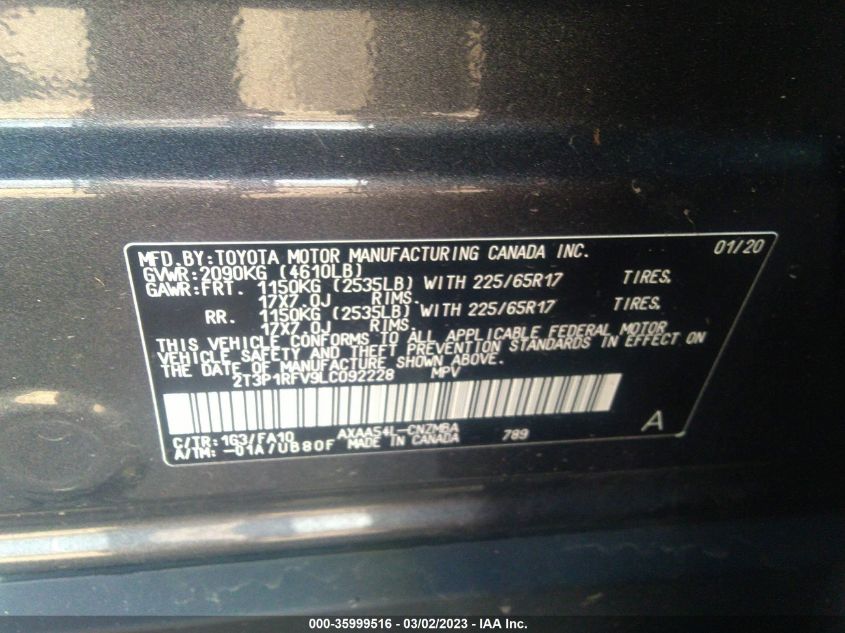 MFD.BY:TOYOTA MOTOR MANUFACTURING CANADA INC. 01/20
GVWR:2090KG (4610LB)
GAWR:FRT. 1150KG (2535LB) WITH 225/65R17 TIRES,
17X7.0J RIMS.
RR. 1150KG (2535LB) WITH 225/65R17 TIRES,
17X7.0J RIMS.
THIS VEHICLE CONFORMS TO ALL APPLICABLE FEDERAL MOTOR
VEHICLE SAFETY AND THEFT PREVENTION STANDARDS IN EFFECT ON
THE DATE OF MANUFACTURE SHOWN ABOVE.
2T3P1RFV9LC092228 MPV
C/TR: 1G3/FA10 AXAA54L-CNZMBA 789 A
A/TM: -01A/UB80F MADE IN CANADA
000-35999516 - 03/02/2023 - IAA Inc.